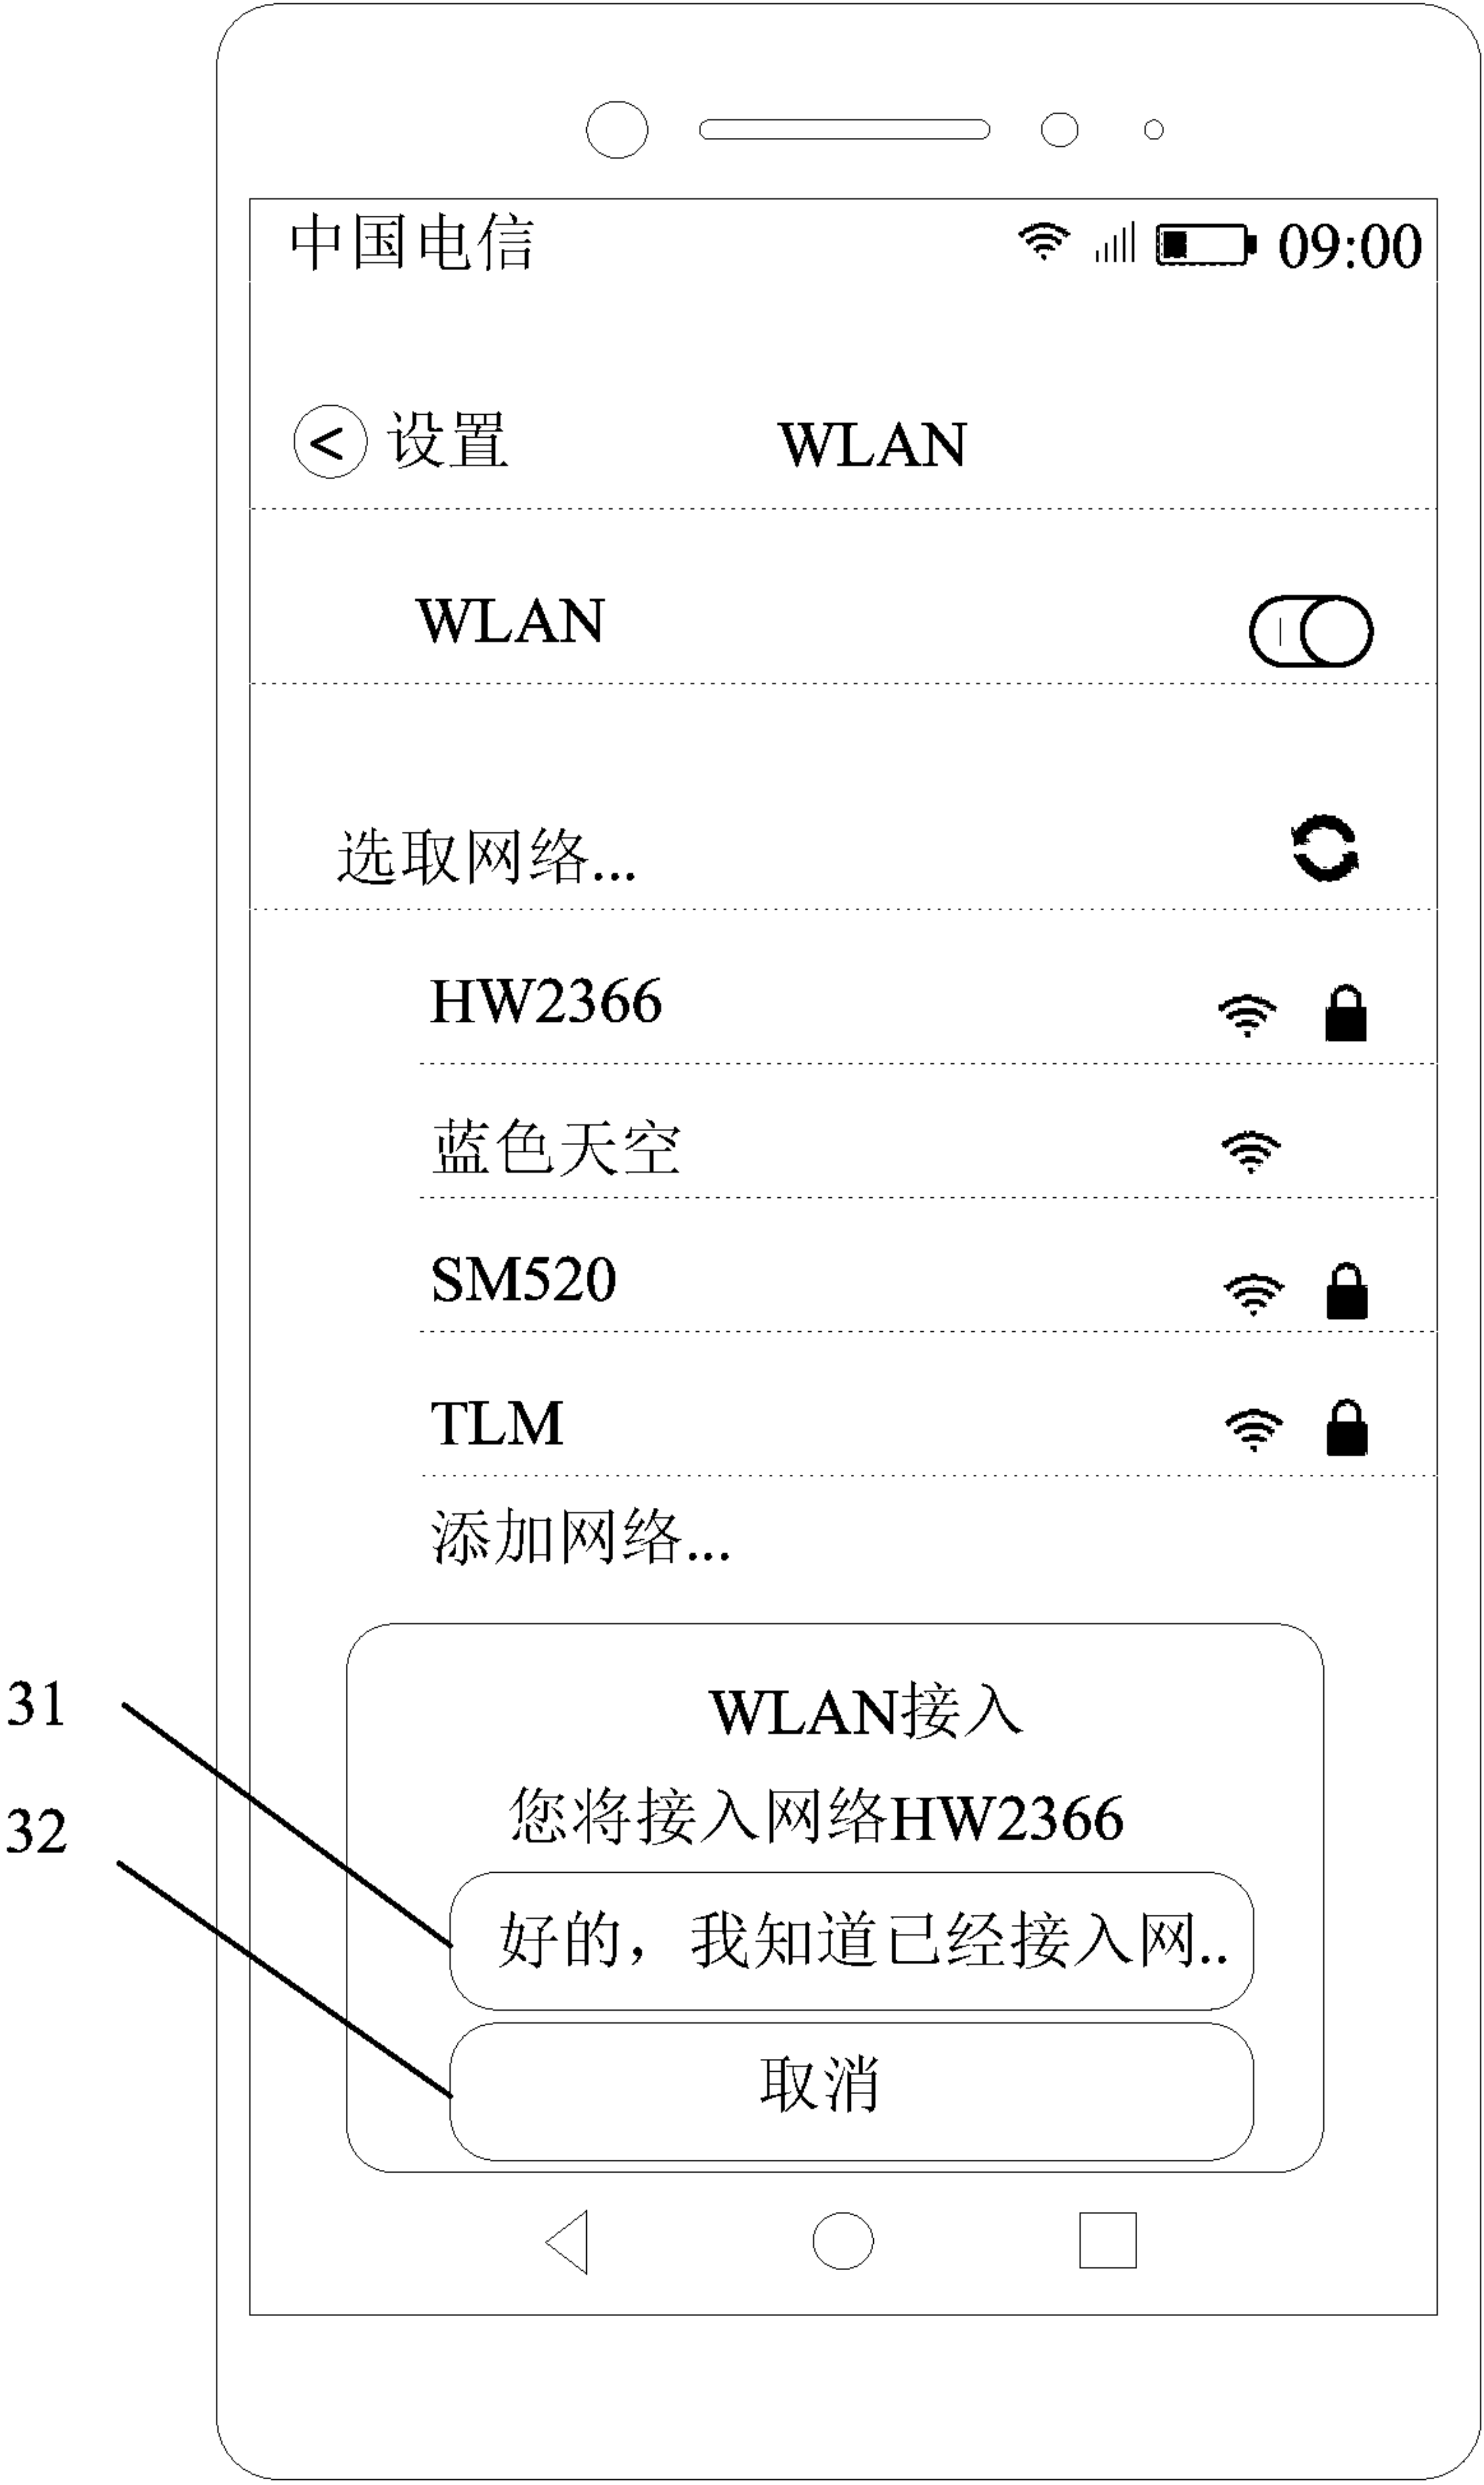 中国电信 09:00
< 设置 WLAN
WLAN
选取网络...
HW2366
蓝色天空
SM520
TLM
添加网络...
31
WLAN接入
32
您将接入网络HW2366
好的，我知道已经接入网..
取消